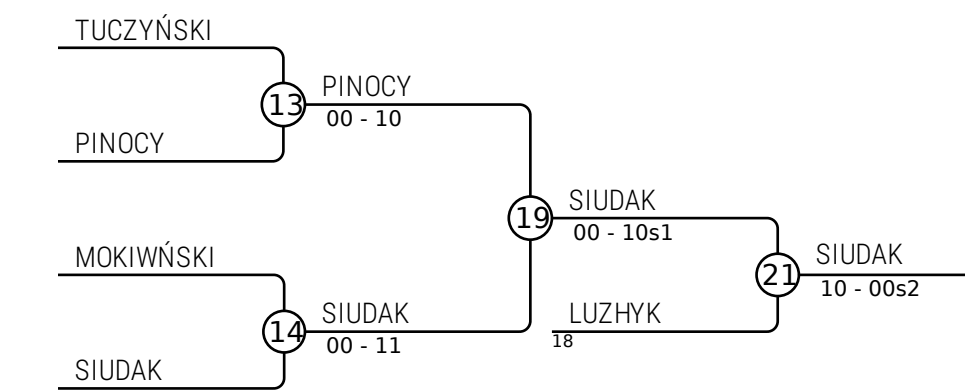 TUCZYŃSKI
13
PINOCY
00 - 10
PINOCY
19
SIUDAK
00 - 10s1
MOKIWŃSKI
14
SIUDAK
00 - 11
SIUDAK
21
SIUDAK
10 - 00s2
LUZHYK
18